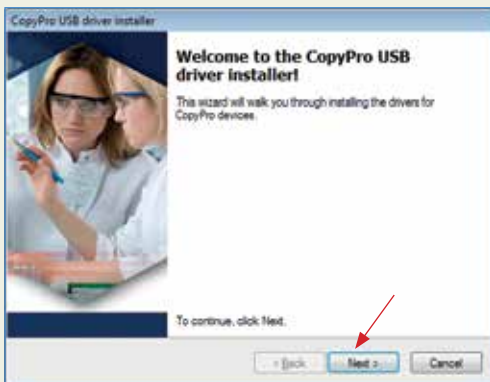 CopyPro USB driver installer
Welcome to the CopyPro USB
driver installer!
This wizard will walk you through installing the drivers for
CopyPro devices.
To continue, click Next.
< Back
Next >
Cancel